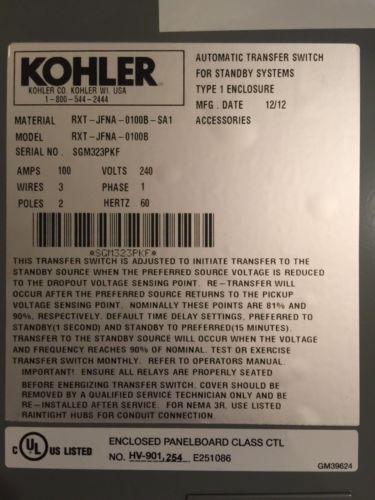 KOHLER
KOHLER CO. KOHLER WI. USA
1-800-544-2444
AUTOMATIC TRANSFER SWITCH
FOR STANDBY SYSTEMS
TYPE 1 ENCLOSURE
MFG. DATE 12/12
ACCESSORIES
MATERIAL RXT-JFNA-0100B-SA1
MODEL RXT-JFNA-0100B
SERIAL NO. SGM323PKF
AMPS 100 VOLTS 240
WIRES 3 PHASE 1
POLES 2 HERTZ 60
*SGM323PKF*
THIS TRANSFER SWITCH IS ADJUSTED TO INITIATE TRANSFER TO THE
STANDBY SOURCE WHEN THE PREFERRED SOURCE VOLTAGE IS REDUCED
TO THE DROPOUT VOLTAGE SENSING POINT. RE-TRANSFER WILL
OCCUR AFTER THE PREFERRED SOURCE RETURNS TO THE PICKUP
VOLTAGE SENSING POINT. NOMINALLY THESE POINTS ARE 81% AND
90%, RESPECTIVELY. DEFAULT TIME DELAY SETTINGS, PREFERRED TO
STANDBY(1 SECOND) AND STANDBY TO PREFERRED(15 MINUTES).
TRANSFER TO THE STANDBY SOURCE WILL OCCUR WHEN THE VOLTAGE
AND FREQUENCY REACHES 90% OF NOMINAL. TEST OR EXERCISE
TRANSFER SWITCH MONTHLY. REFER TO OPERATORS MANUAL.
IMPORTANT! ENSURE ALL RELAYS ARE PROPERLY SEATED
BEFORE ENERGIZING TRANSFER SWITCH. COVER SHOULD BE
REMOVED BY A QUALIFIED SERVICE TECHNICIAN ONLY AND BE
RE-INSTALLED AFTER SERVICE. FOR NEMA 3R, USE LISTED
RAINTIGHT HUBS FOR CONDUIT CONNECTION.
C UL US LISTED
ENCLOSED PANELBOARD CLASS CTL
NO. HV-901,254 E251086
GM39624